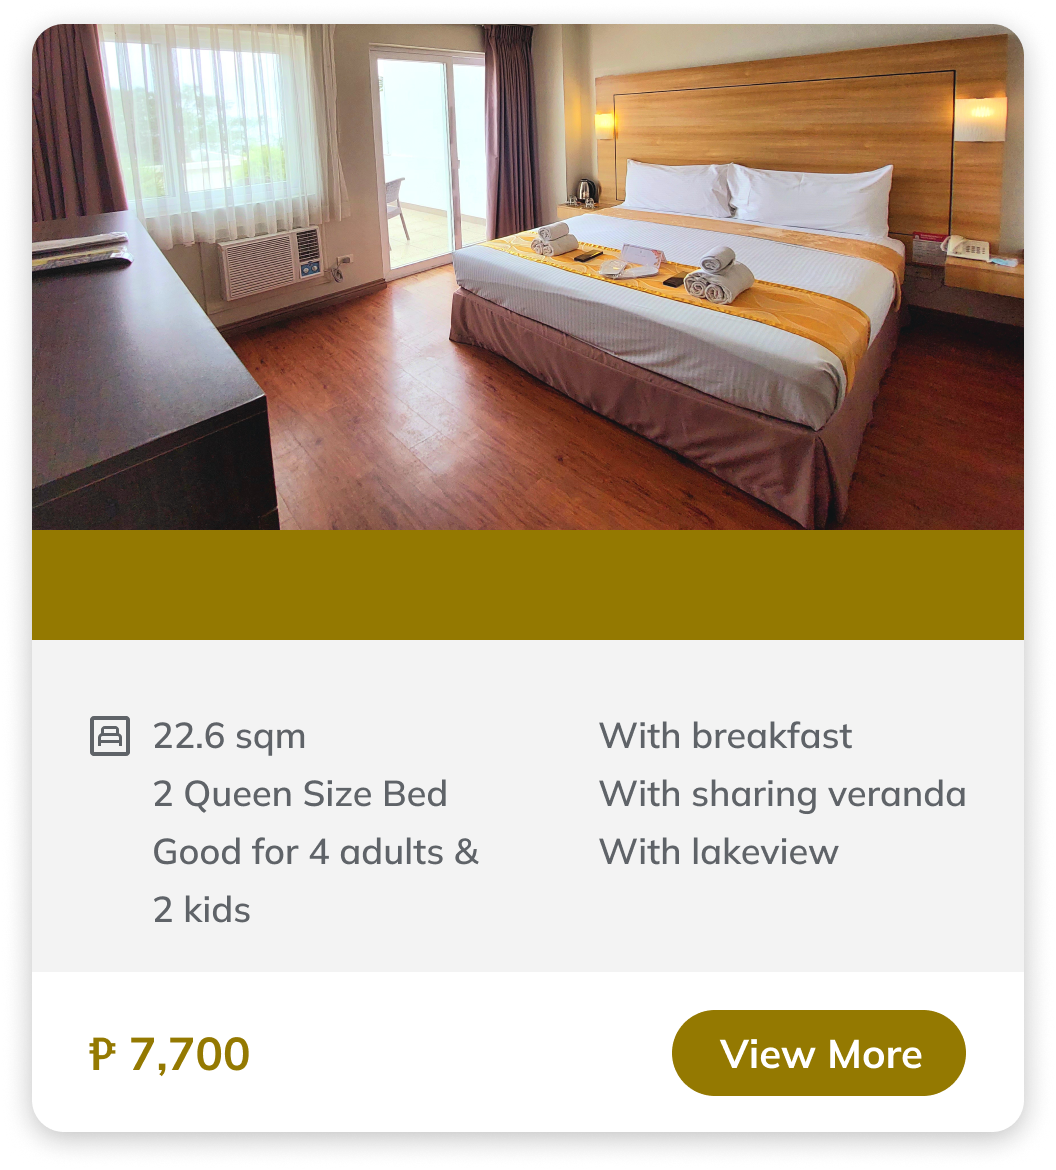 22.6 sqm
2 Queen Size Bed
Good for 4 adults &
2 kids
With breakfast
With sharing veranda
With lakeview
₱ 7,700
View More